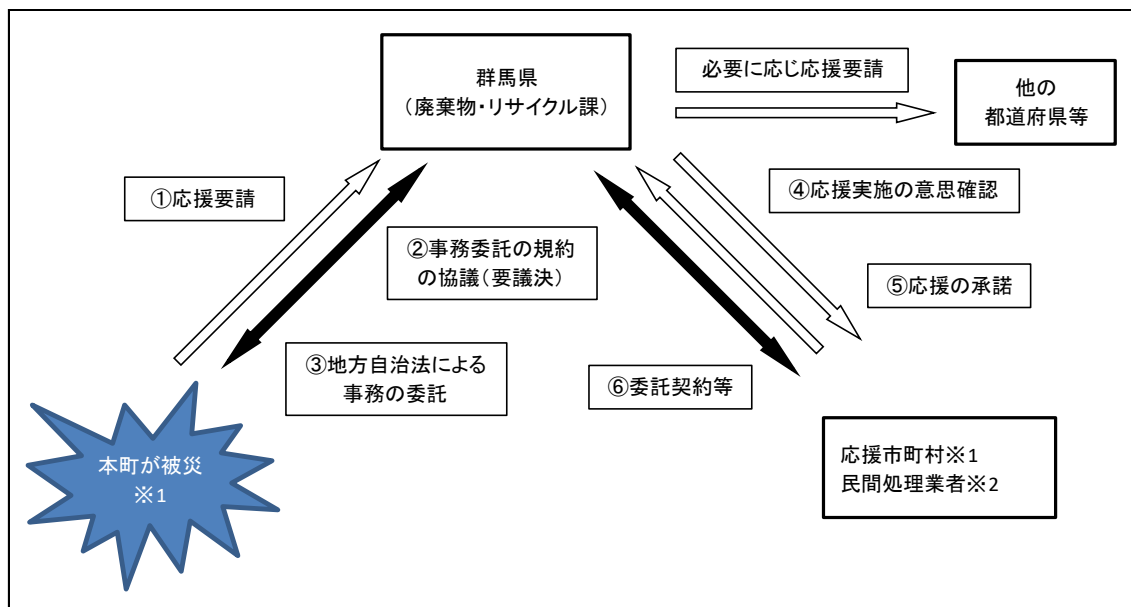 群馬県
（廃棄物・リサイクル課）
必要に応じ応援要請
他の
都道府県等
①応援要請
④応援実施の意思確認
②事務委託の規約
の協議（要議決）
⑤応援の承諾
③地方自治法による
事務の委託
⑥委託契約等
本町が被災
※1
応援市町村※1
民間処理業者※2